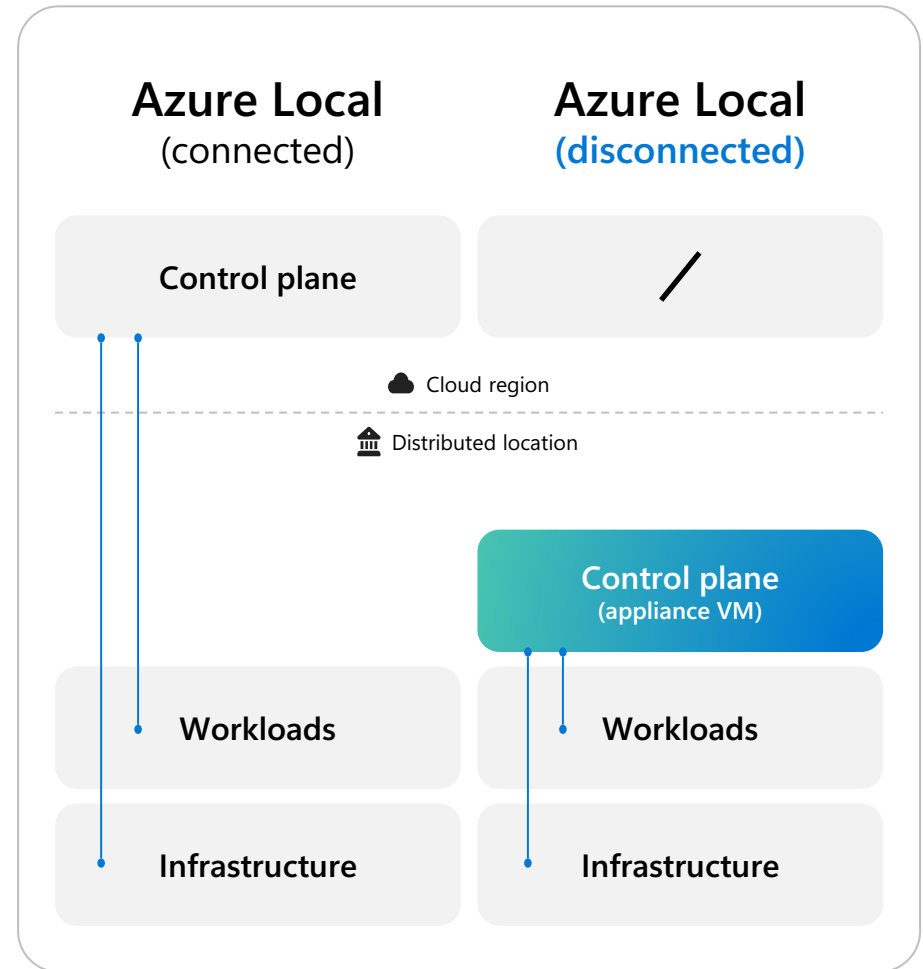 Azure Local
(connected)
Azure Local
(disconnected)
Control plane
Cloud region
Distributed location
Control plane
(appliance VM)
Workloads
Workloads
Infrastructure
Infrastructure